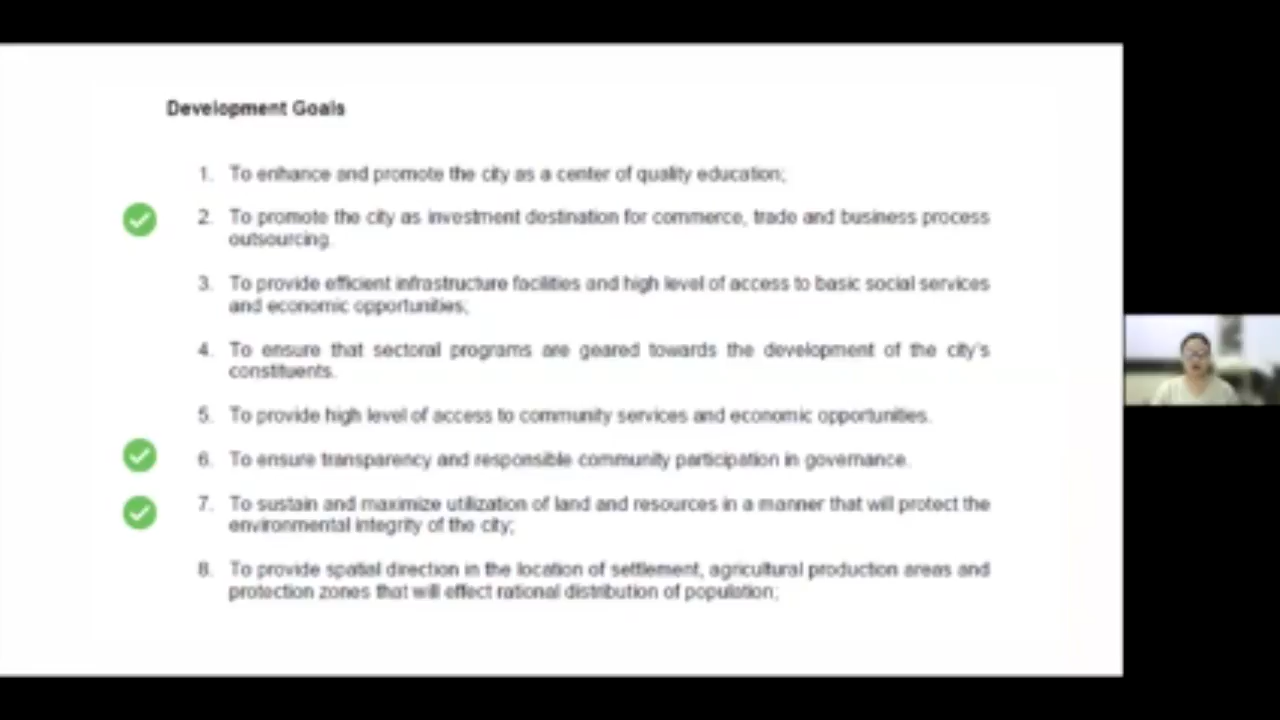 Development Goals
1. To enhance and promote the city as a center of quality education;
2. To promote the city as investment destination for commerce, trade and business process
outsourcing.
3. To provide efficient infrastructure facilities and high level of access to basic social services
and economic opportunities;
4. To ensure that sectoral programs are geared towards the development of the city's
constituents.
5. To provide high level of access to community services and economic opportunities.
6. To ensure transparency and responsible community participation in governance.
7. To sustain and maximize utilization of land and resources in a manner that will protect the
environmental integrity of the city;
8. To provide spatial direction in the location of settlement, agricultural production areas and
protection zones that will effect rational distribution of population;